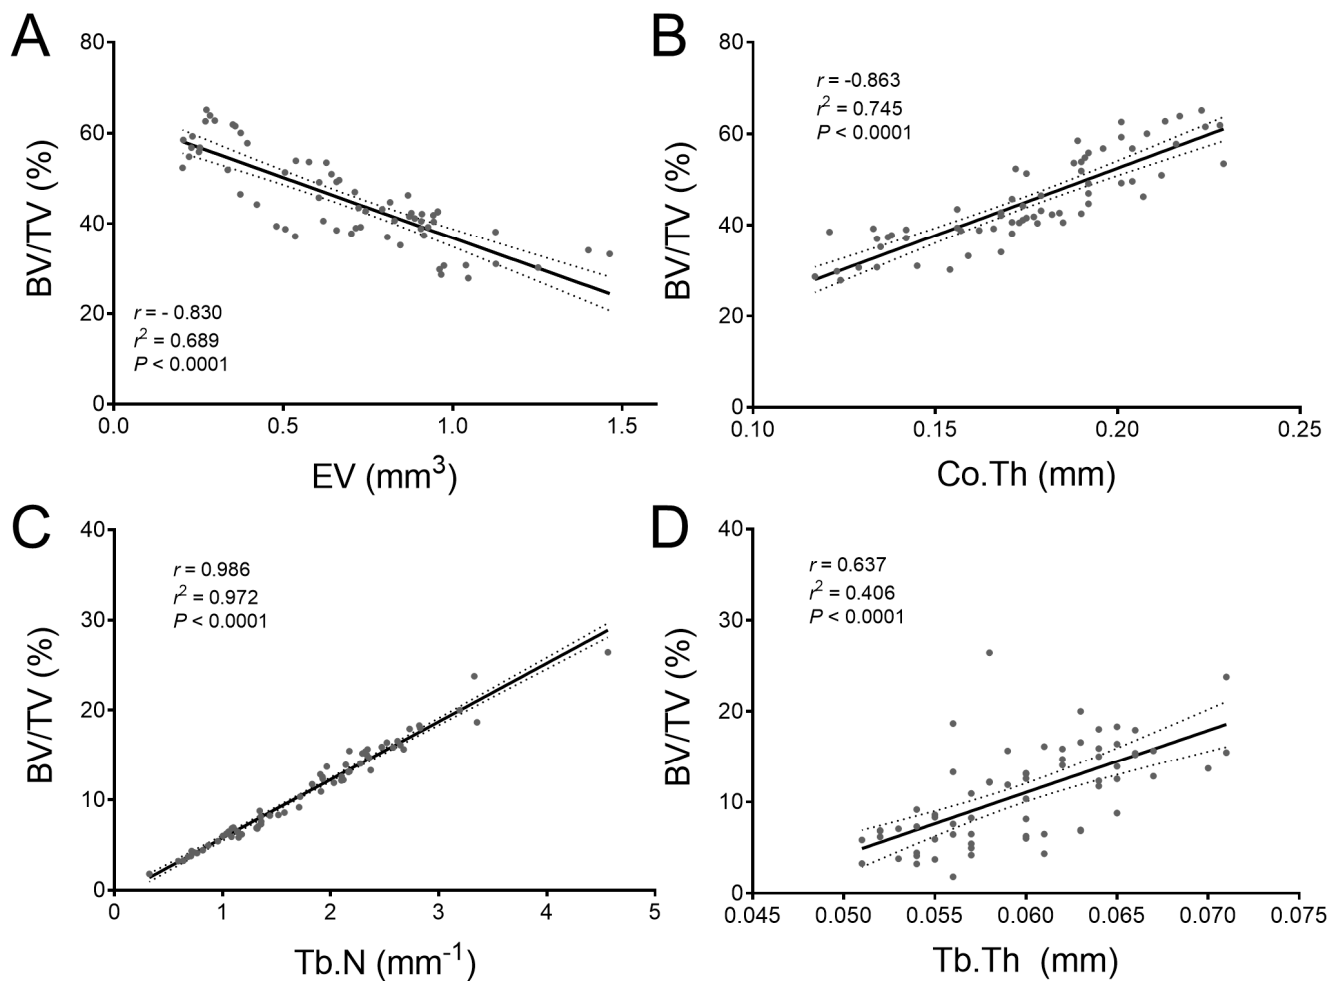 A
80
60
40
20
0
BV/TV (%)
r = - 0.830
r² = 0.689
P < 0.0001
0.0 0.5 1.0 1.5
EV (mm³)
B
80
60
40
20
0
BV/TV (%)
r = -0.863
r² = 0.745
P < 0.0001
0.10 0.15 0.20 0.25
Co.Th (mm)
C
40
30
20
10
0
BV/TV (%)
r = 0.986
r² = 0.972
P < 0.0001
0 1 2 3 4 5
Tb.N (mm⁻¹)
D
40
30
20
10
0
BV/TV (%)
r = 0.637
r² = 0.406
P < 0.0001
0.045 0.050 0.055 0.060 0.065 0.070 0.075
Tb.Th (mm)